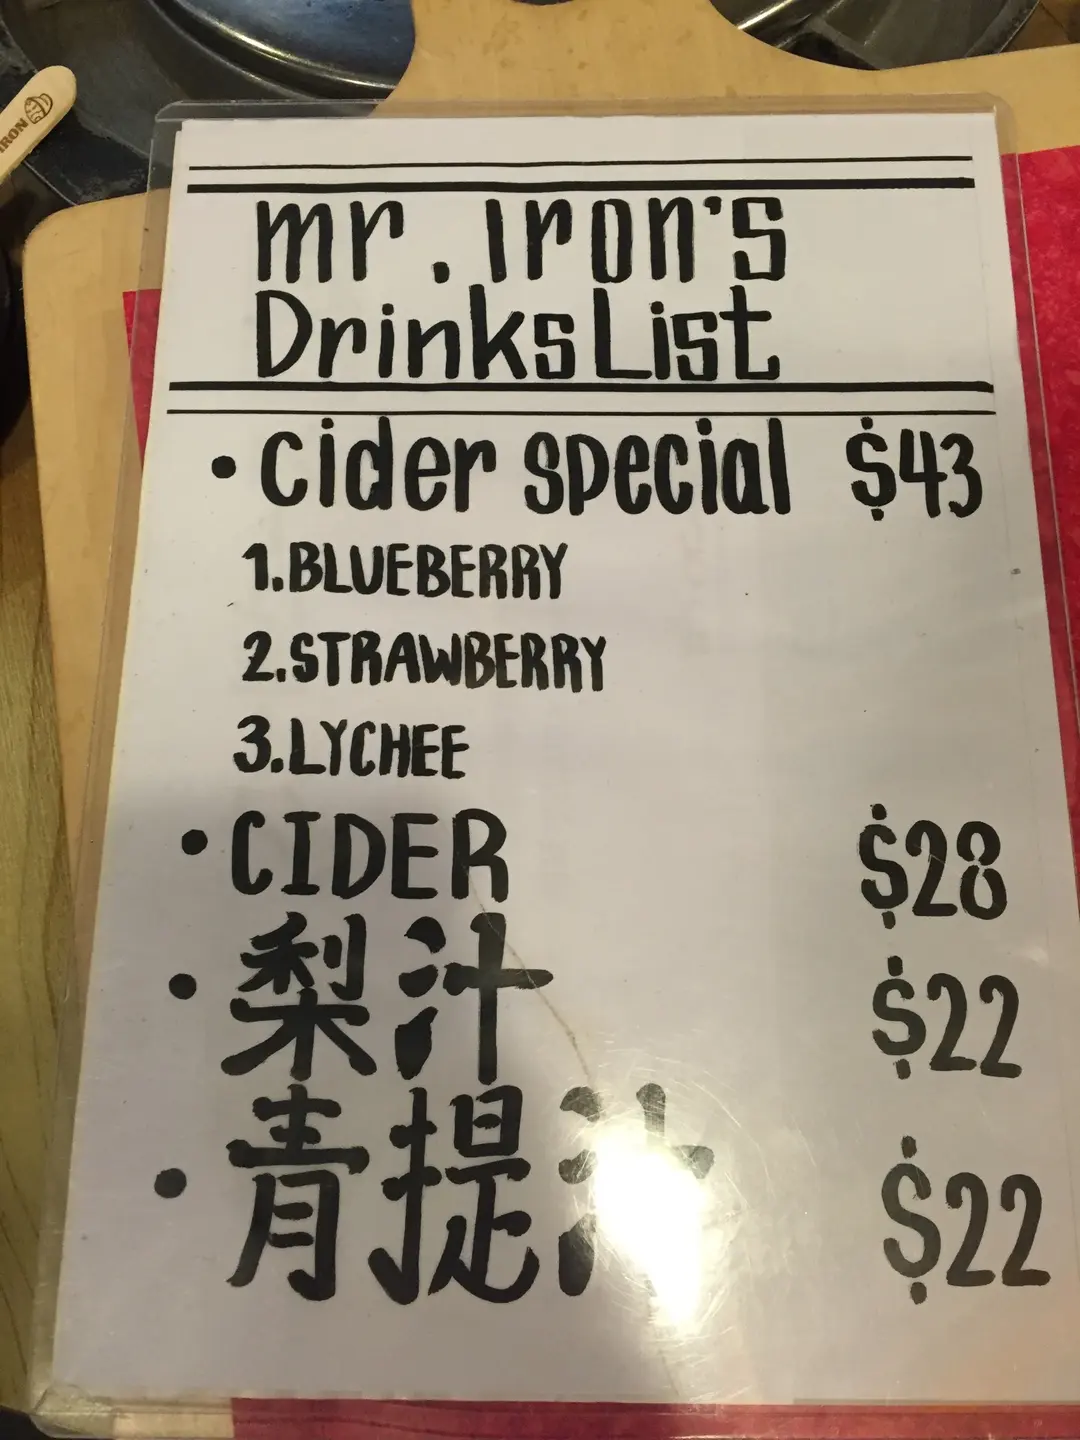 IRON
mr. Iron's
Drinks List
• Cider special $43
1.BLUEBERRY
2.STRAWBERRY
3.LYCHEE
• CIDER $28
• 梨汁 $22
• 青提汁 $22